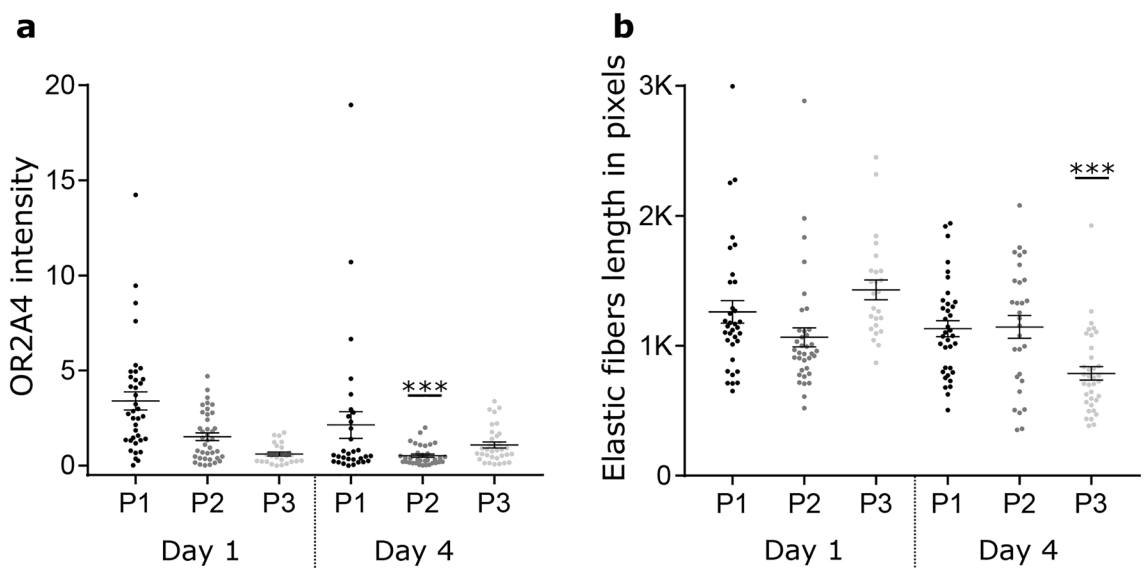 a
OR2A4 intensity
20
15
10
5
0
***
P1 P2 P3 P1 P2 P3
Day 1 Day 4
b
Elastic fibers length in pixels
3K
2K
1K
0
***
P1 P2 P3 P1 P2 P3
Day 1 Day 4